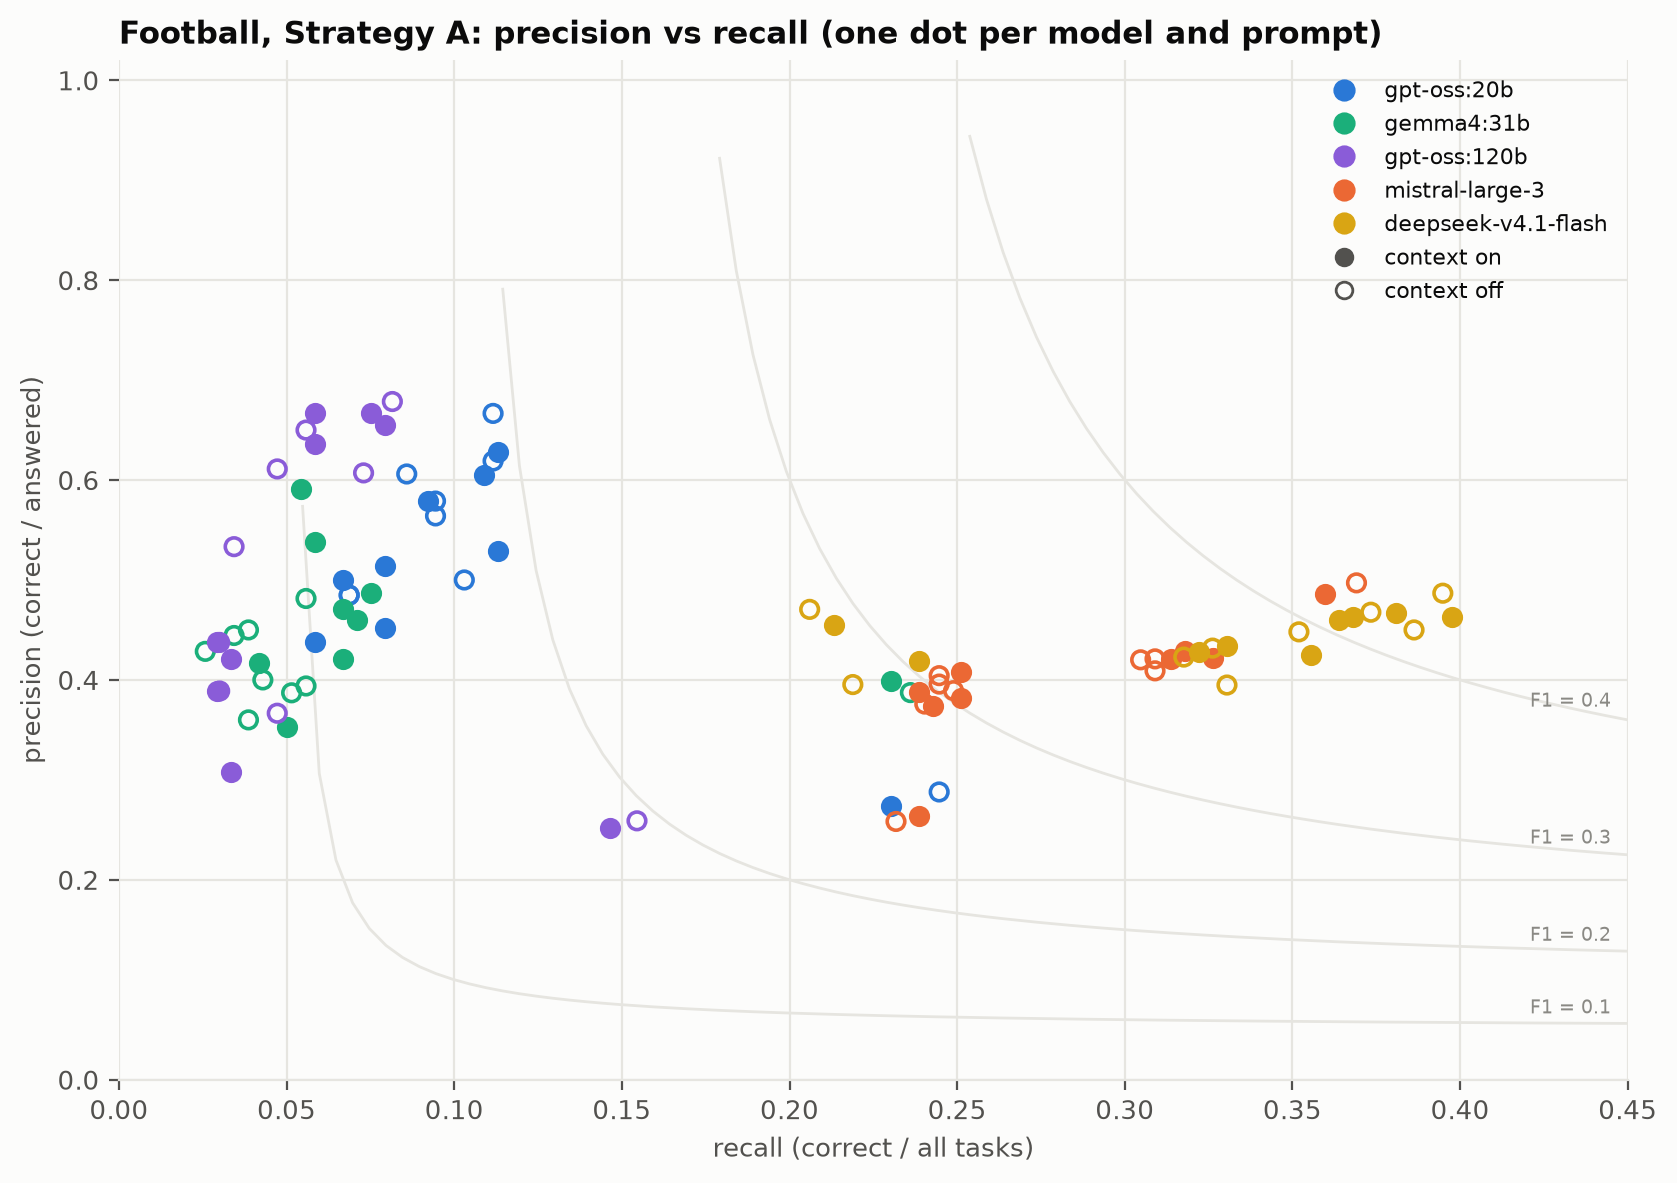 Football, Strategy A: precision vs recall (one dot per model and prompt)
1.0
0.8
0.6
0.4
0.2
0.0
precision (correct / answered)
gpt-oss:20b
gemma4:31b
gpt-oss:120b
mistral-large-3
deepseek-v4.1-flash
context on
context off
F1 = 0.4
F1 = 0.3
F1 = 0.2
F1 = 0.1
0.00 0.05 0.10 0.15 0.20 0.25 0.30 0.35 0.40 0.45
recall (correct / all tasks)